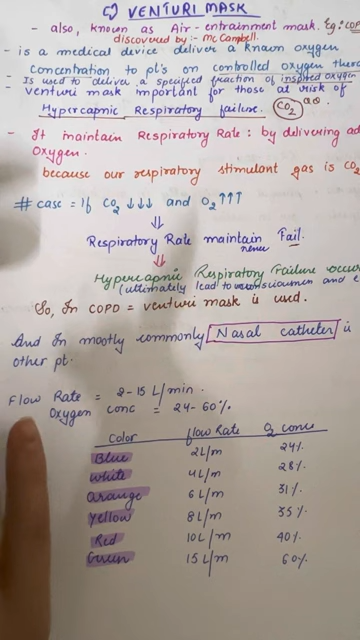 c) VENTURI MASK
- also, known as Air-entrainment mask. Eg=
discovered by :- McCampbell.
- is a medical device deliver a known oxygen
concentration to pt's on controlled oxygen
- Is used to deliver a specified fraction of inspired oxygen
- venturi mask important for those at risk of
Hypercapnic Respiratory failure. CO2
- It maintain Respiratory Rate : by delivering
Oxygen.
because our respiratory stimulant gas is CO2
# case = If CO2 ↓↓↓ and O2 ↑↑↑
⇓
Respiratory Rate maintain Fail.
⇓
Hypercapnic Respiratory Failure
(ultimately lead to and
So, In COPD = venturi mask is used.
And In mostly commonly Nasal catheter is
other pt.
Flow Rate = 2-15 L/min.
Oxygen conc = 24-60%.
Color flow Rate O2 conc
Blue 2L/m 24%
White 4L/m 28%
Orange 6L/m 31%
Yellow 8L/m 35%
Red 10L/m 40%
Green 15L/m 60%